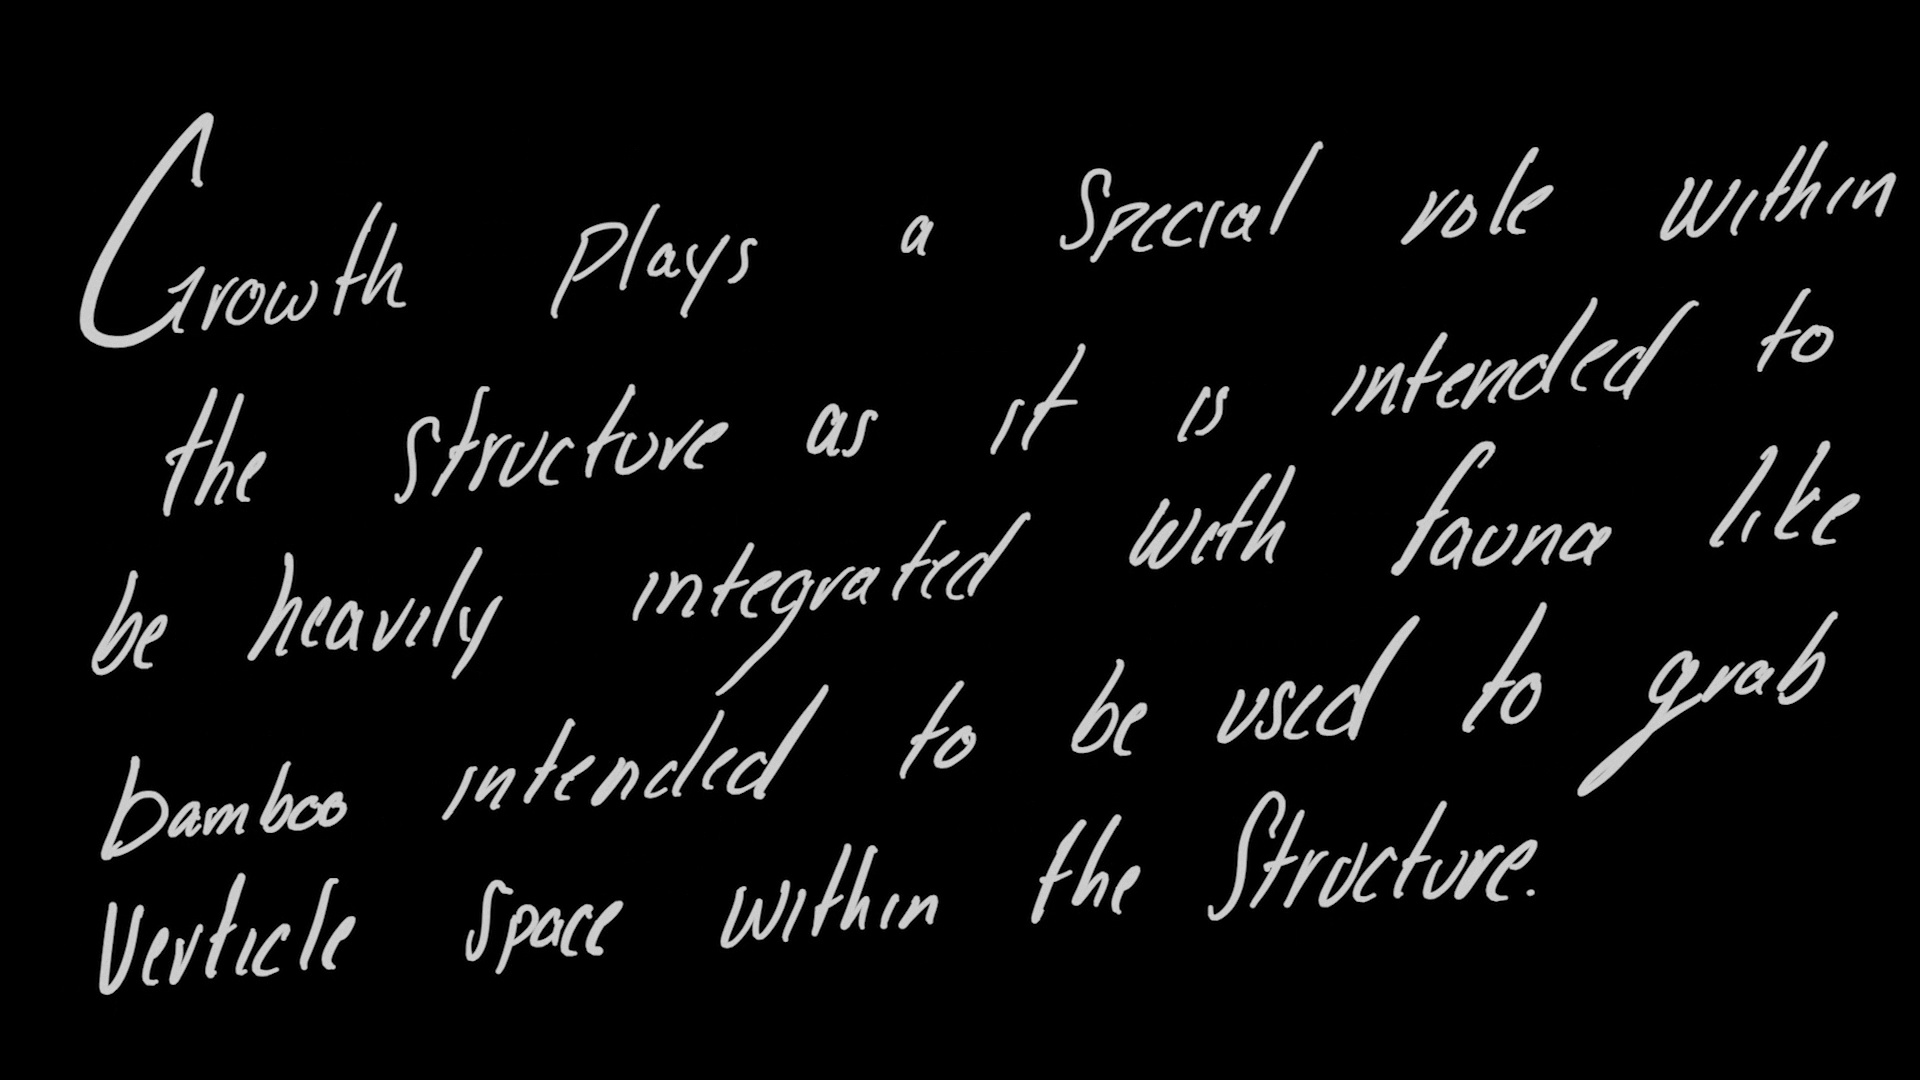 Growth plays a special role within
the structure as it is intended to
be heavily integrated with fauna like
bamboo intended to be used to grab
Verticle space within the Structure.